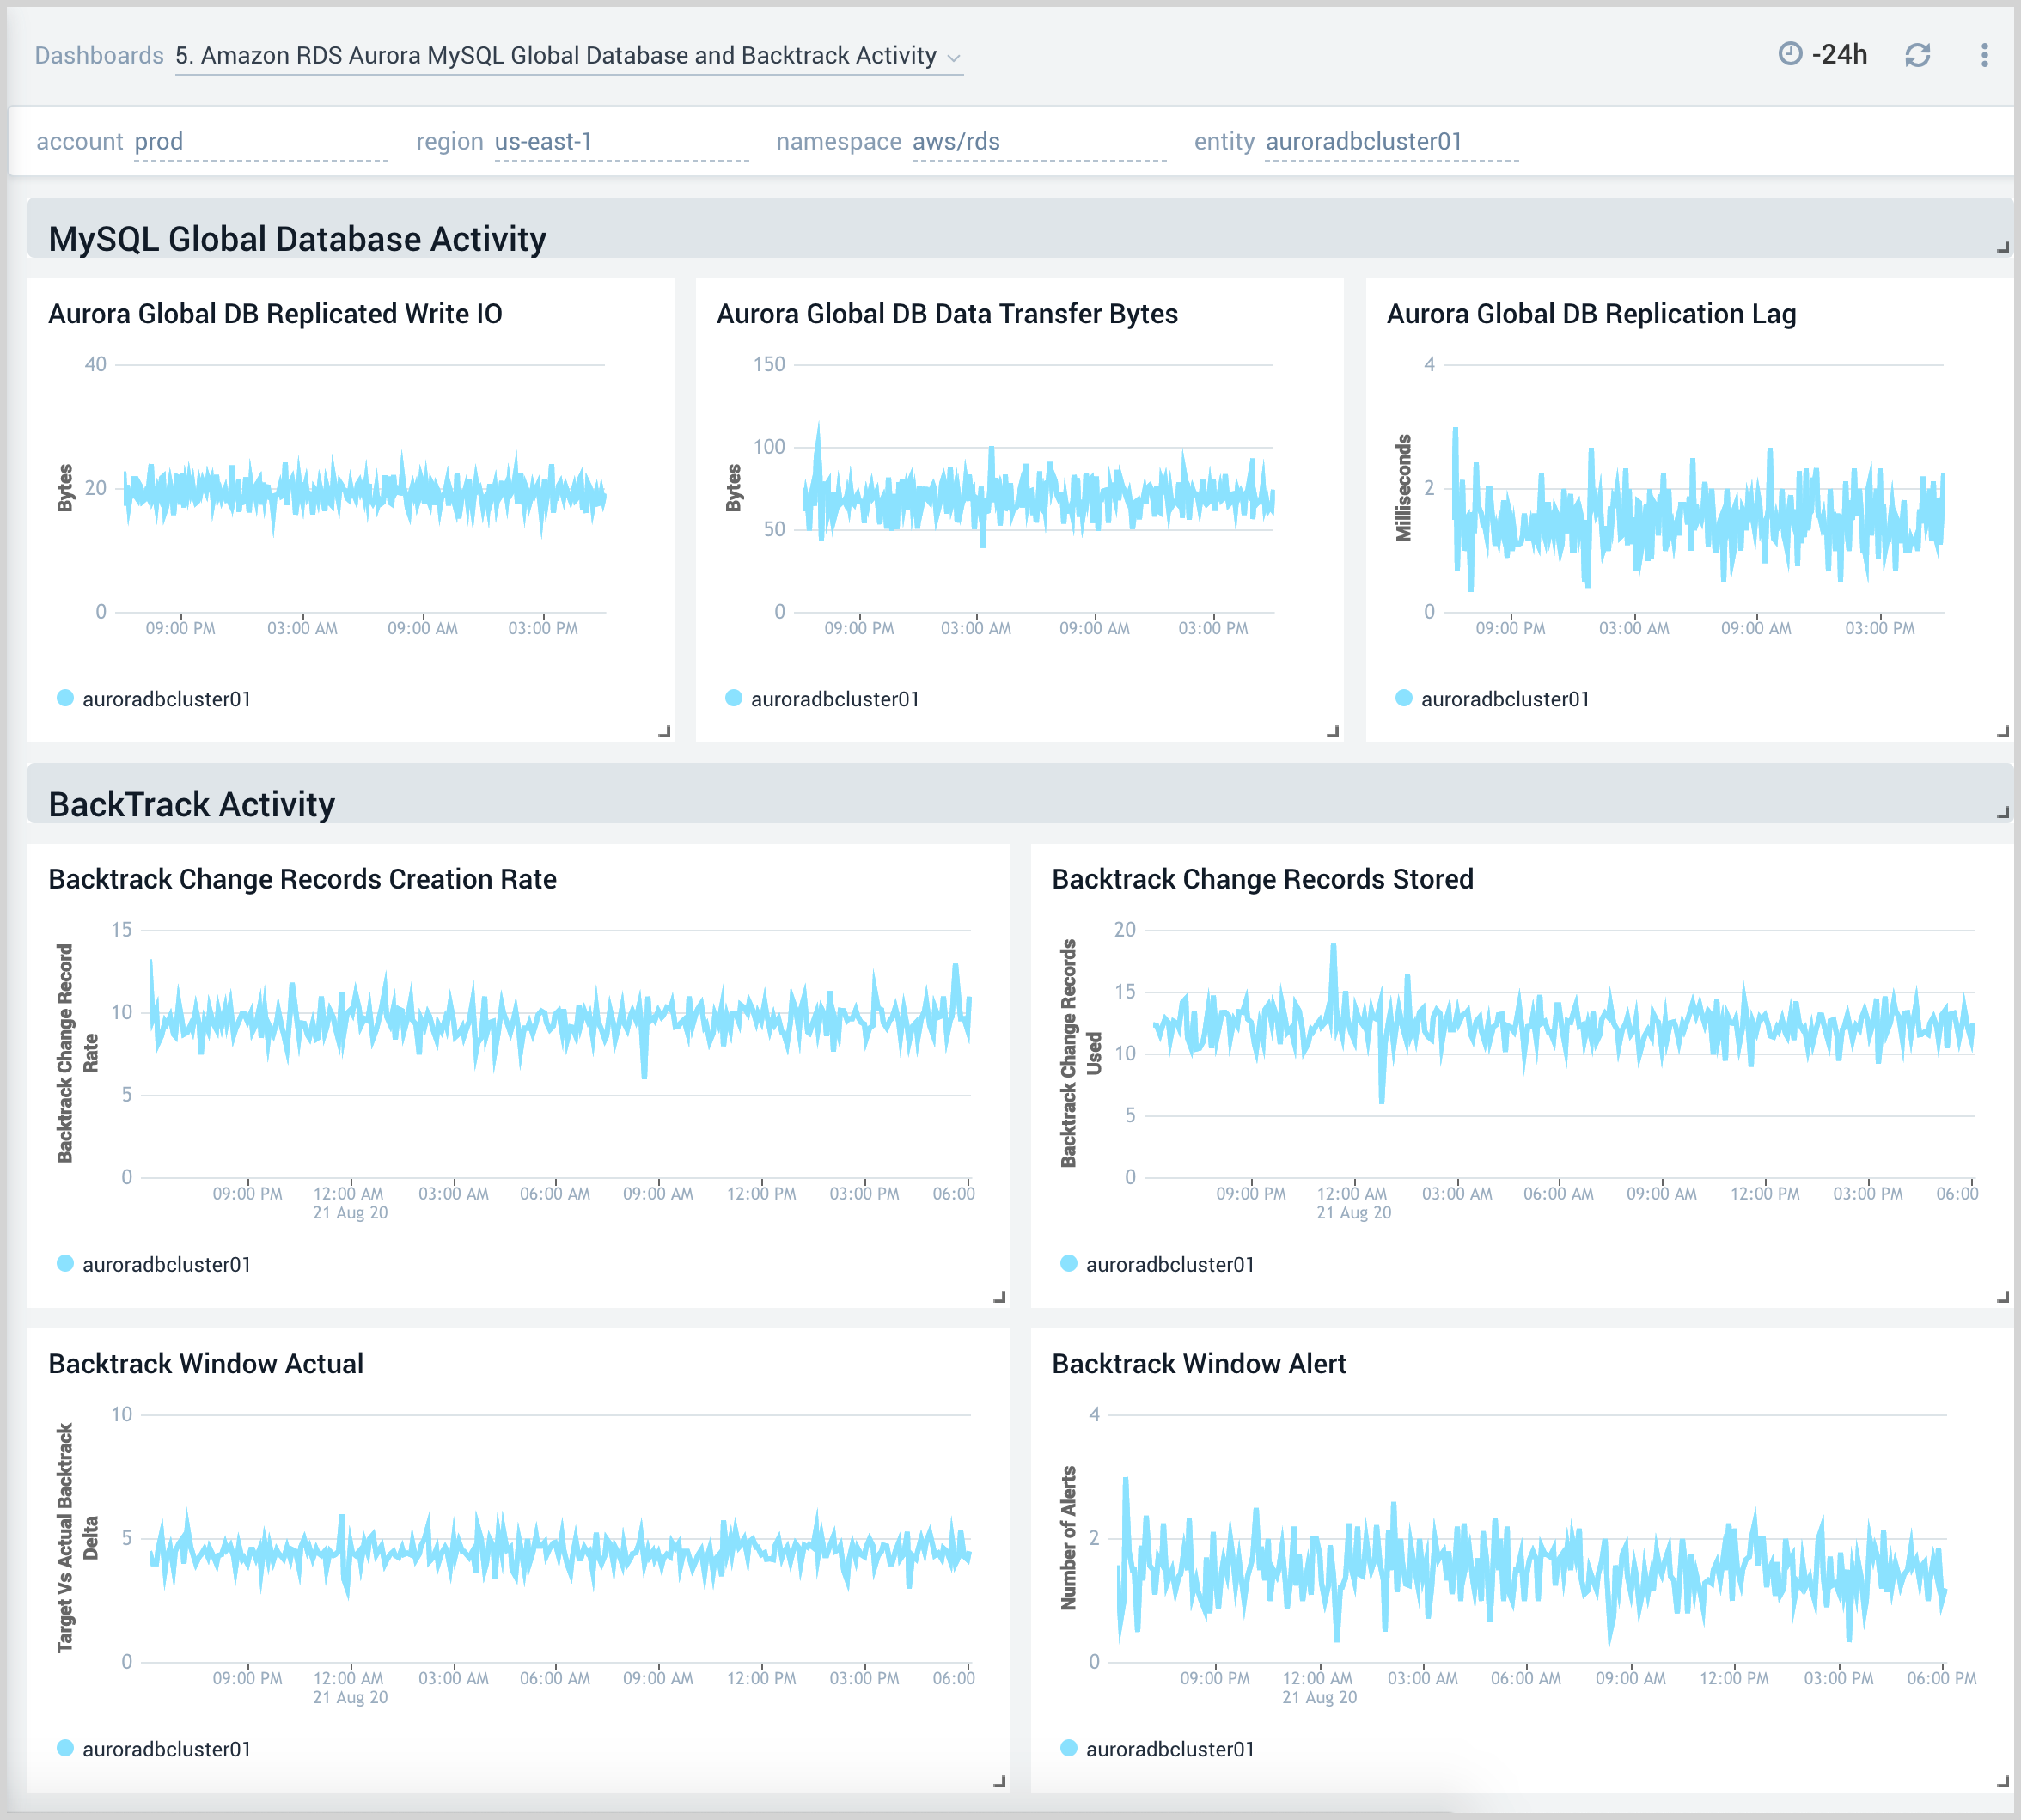 Dashboards 5. Amazon RDS Aurora MySQL Global Database and Backtrack Activity
-24h
account prod region us-east-1 namespace aws/rds entity auroradbcluster01
MySQL Global Database Activity
Aurora Global DB Replicated Write IO
Bytes
40
20
0
09:00 PM 03:00 AM 09:00 AM 03:00 PM
auroradbcluster01
Aurora Global DB Data Transfer Bytes
Bytes
150
100
50
0
09:00 PM 03:00 AM 09:00 AM 03:00 PM
auroradbcluster01
Aurora Global DB Replication Lag
Milliseconds
4
2
0
09:00 PM 03:00 AM 09:00 AM 03:00 PM
auroradbcluster01
BackTrack Activity
Backtrack Change Records Creation Rate
Backtrack Change Record
Rate
15
10
5
0
09:00 PM 12:00 AM 03:00 AM 06:00 AM 09:00 AM 12:00 PM 03:00 PM 06:00
21 Aug 20
auroradbcluster01
Backtrack Change Records Stored
Backtrack Change Records
Used
20
15
10
5
0
09:00 PM 12:00 AM 03:00 AM 06:00 AM 09:00 AM 12:00 PM 03:00 PM 06:00
21 Aug 20
auroradbcluster01
Backtrack Window Actual
Target Vs Actual Backtrack
Delta
10
5
0
09:00 PM 12:00 AM 03:00 AM 06:00 AM 09:00 AM 12:00 PM 03:00 PM 06:00
21 Aug 20
auroradbcluster01
Backtrack Window Alert
Number of Alerts
4
2
0
09:00 PM 12:00 AM 03:00 AM 06:00 AM 09:00 AM 12:00 PM 03:00 PM 06:00 PM
21 Aug 20
auroradbcluster01